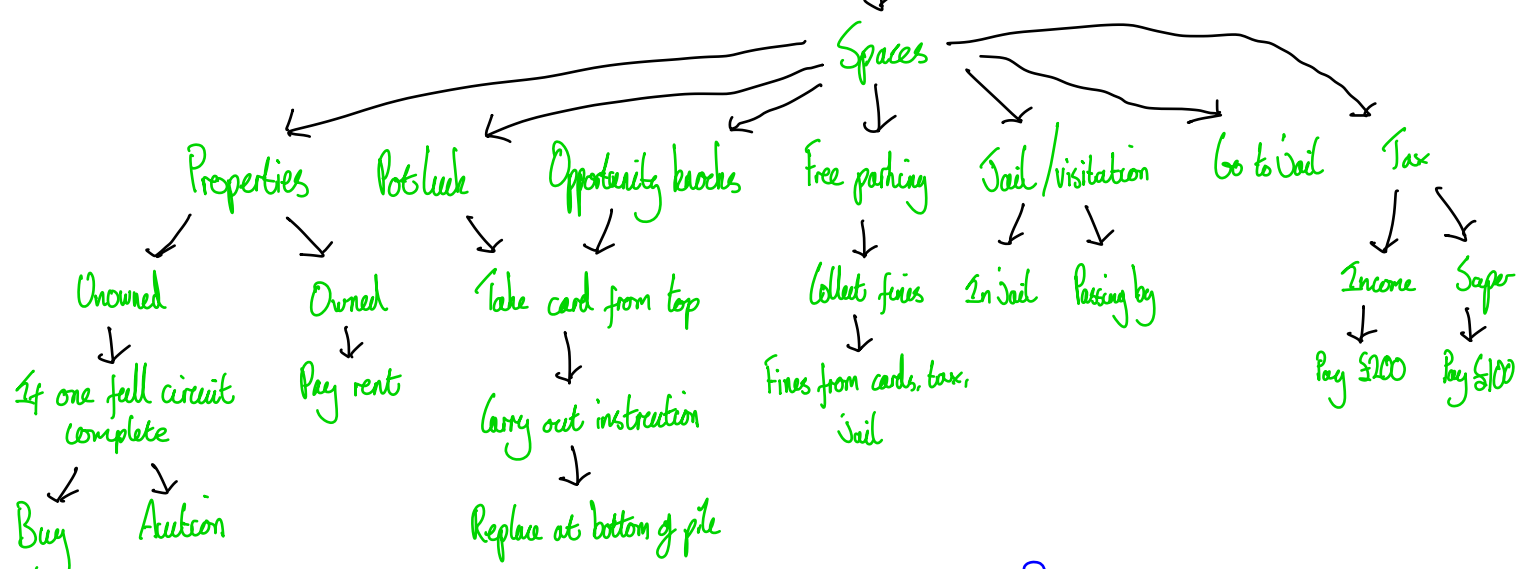 Spaces
Properties
Potluck
Opportunity knocks
Free parking
Jail / visitation
Go to Jail
Tax
Unowned
Owned
Take card from top
Collect fines
In jail
Passing by
Income
Super
If one full circuit
complete
Pay rent
Carry out instruction
Fines from cards, tax,
jail
Pay £200
Pay £100
Buy
Auction
Replace at bottom of pile